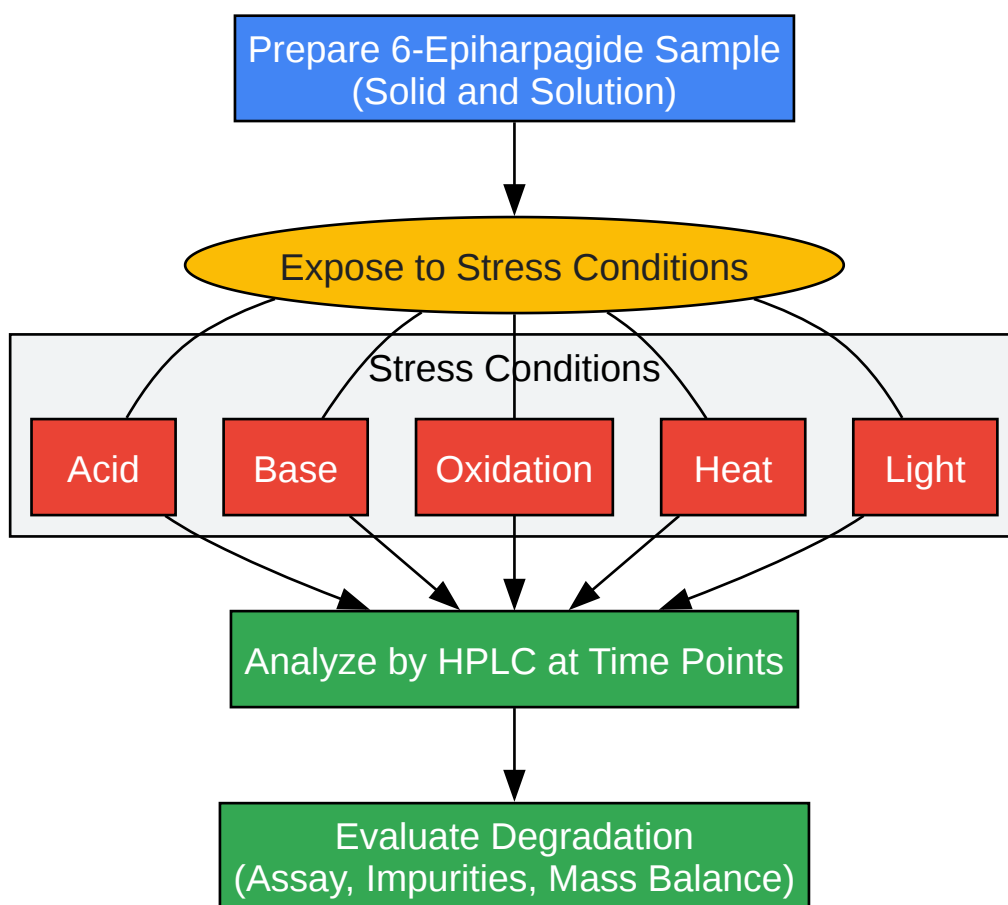 Prepare 6-Epiharpagide Sample
(Solid and Solution)
Expose to Stress Conditions
Stress Conditions
Acid
Base
Oxidation
Heat
Light
Analyze by HPLC at Time Points
Evaluate Degradation
(Assay, Impurities, Mass Balance)